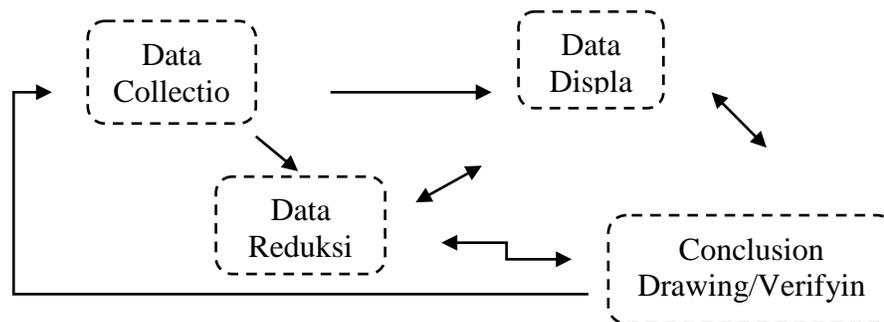 Data
Collectio
Data
Displa
Data
Reduksi
Conclusion
Drawing/Verifyin